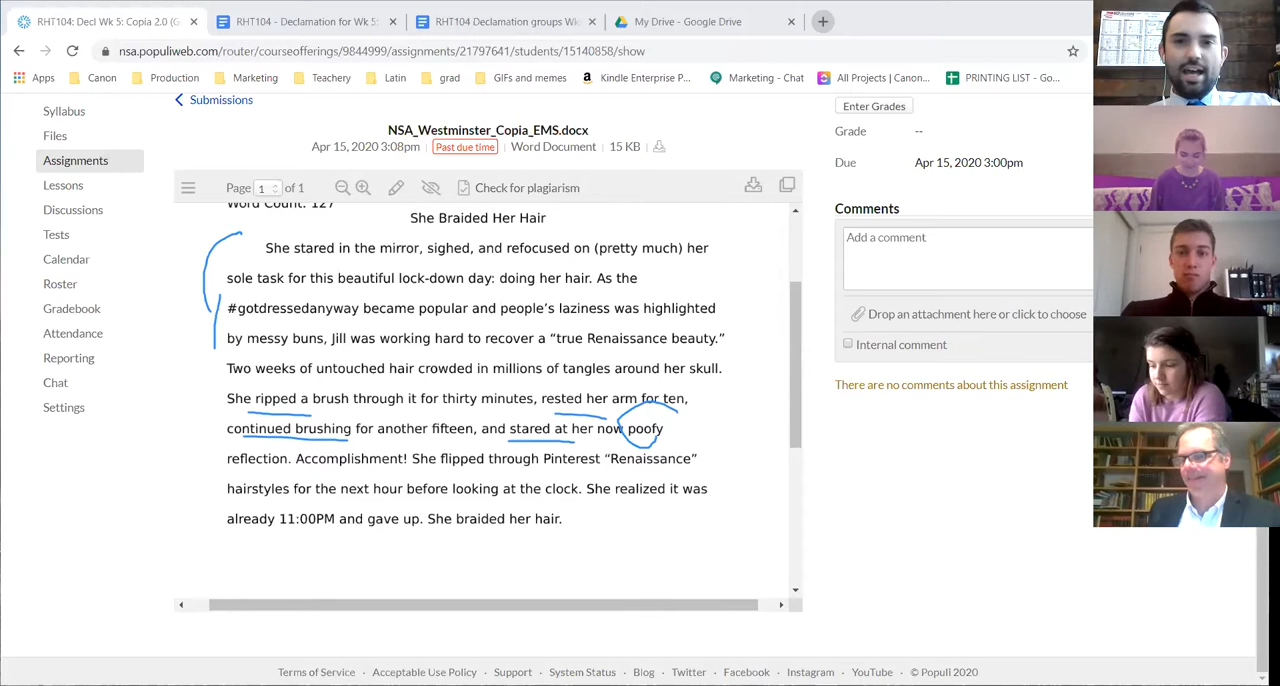 RHT104: Decl Wk 5: Copia 2.0 (G
RHT104 - Declamation for Wk 5:
RHT104 Declamation groups Wk
My Drive - Google Drive
nsa.populiweb.com/router/courseofferings/9844999/assignments/21797641/students/15140858/show
Apps Canon Production Marketing Teachery Latin grad GIFs and memes Kindle Enterprise P... Marketing - Chat All Projects | Canon... PRINTING LIST - Go...
Syllabus
Files
Assignments
Lessons
Discussions
Tests
Calendar
Roster
Gradebook
Attendance
Reporting
Chat
Settings
Submissions
NSA_Westminster_Copia_EMS.docx
Apr 15, 2020 3:08pm Past due time Word Document 15 KB
Page 1 of 1 Check for plagiarism
Word Count: 127
She Braided Her Hair
She stared in the mirror, sighed, and refocused on (pretty much) her
sole task for this beautiful lock-down day: doing her hair. As the
#gotdressedanyway became popular and people's laziness was highlighted
by messy buns, Jill was working hard to recover a "true Renaissance beauty."
Two weeks of untouched hair crowded in millions of tangles around her skull.
She ripped a brush through it for thirty minutes, rested her arm for ten,
continued brushing for another fifteen, and stared at her now poofy
reflection. Accomplishment! She flipped through Pinterest "Renaissance"
hairstyles for the next hour before looking at the clock. She realized it was
already 11:00PM and gave up. She braided her hair.
Enter Grades
Grade --
Due Apr 15, 2020 3:00pm
Comments
Add a comment
Drop an attachment here or click to choose
Internal comment
There are no comments about this assignment
Terms of Service · Acceptable Use Policy · Support · System Status · Blog · Twitter · Facebook · Instagram · YouTube · © Populi 2020